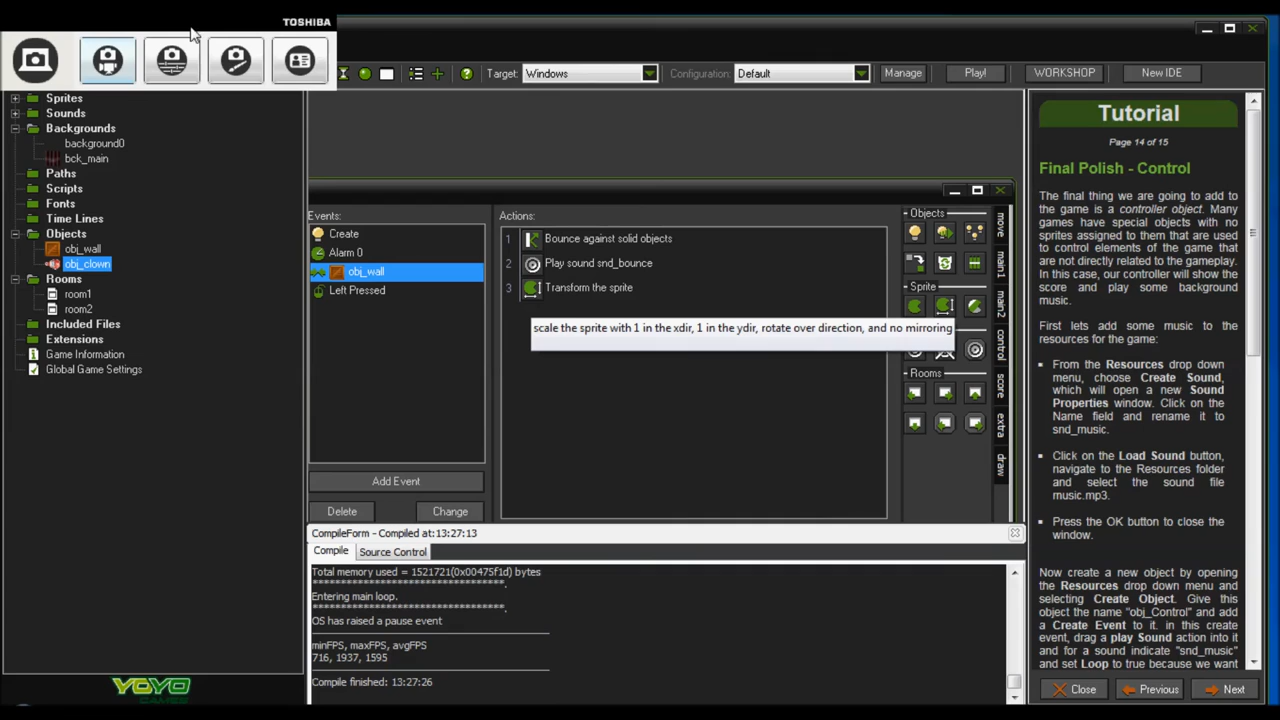 TOSHIBA
Target: Windows
Configuration: Default
Manage
Play!
WORKSHOP
New IDE
Sprites
Sounds
Backgrounds
background0
bck_main
Paths
Scripts
Fonts
Time Lines
Objects
obj_wall
obj_clown
Rooms
room1
room2
Included Files
Extensions
Game Information
Global Game Settings
YOYO
GAMES
Events:
Create
Alarm 0
obj_wall
Left Pressed
Add Event
Delete
Change
Actions:
1 Bounce against solid objects
2 Play sound snd_bounce
3 Transform the sprite
scale the sprite with 1 in the xdir, 1 in the ydir, rotate over direction, and no mirroring
Objects
Sprite
Rooms
move
main1
main2
control
score
extra
draw
CompileForm - Compiled at:13:27:13
Compile
Source Control
Total memory used = 1521721(0x00475f1d) bytes
**********************************.
Entering main loop.
**********************************.
OS has raised a pause event
minFPS, maxFPS, avgFPS
716, 1937, 1595
Compile finished: 13:27:26
Tutorial
Page 14 of 15
Final Polish - Control
The final thing we are going to add to
the game is a controller object. Many
games have special objects with no
sprites assigned to them that are used
to control elements of the game that
are not directly related to the gameplay.
In this case, our controller will show the
score and play some background
music.
First lets add some music to the
resources for the game:
From the Resources drop down
menu, choose Create Sound,
which will open a new Sound
Properties window. Click on the
Name field and rename it to
snd_music.
Click on the Load Sound button,
navigate to the Resources folder
and select the sound file
music.mp3.
Press the OK button to close the
window.
Now create a new object by opening
the Resources drop down menu and
selecting Create Object. Give this
object the name "obj_Control" and add
a Create Event to it. in this create
event, drag a play Sound action into it
and for a sound indicate "snd_music"
and set Loop to true because we want
Close
Previous
Next